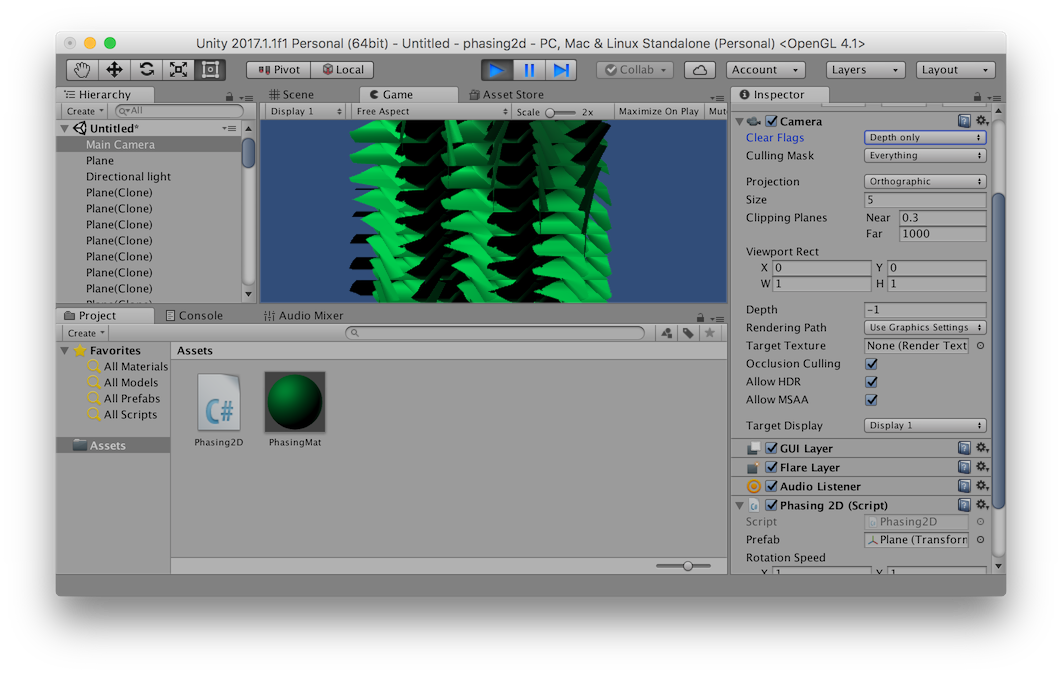 Unity 2017.1.1f1 Personal (64bit) - Untitled - phasing2d - PC, Mac & Linux Standalone (Personal) <OpenGL 4.1>
Pivot Local Collab Account Layers Layout
Hierarchy
Create All
Untitled*
Main Camera
Plane
Directional light
Plane(Clone)
Plane(Clone)
Plane(Clone)
Plane(Clone)
Plane(Clone)
Plane(Clone)
Plane(Clone)
Scene Game Asset Store
Display 1 Free Aspect Scale 2x Maximize On Play
Project Console Audio Mixer
Create
Favorites
All Materials
All Models
All Prefabs
All Scripts
Assets
Assets
C#
Phasing2D PhasingMat
Inspector
Camera
Clear Flags Depth only
Culling Mask Everything
Projection Orthographic
Size 5
Clipping Planes Near 0.3
Far 1000
Viewport Rect
X 0 Y 0
W 1 H 1
Depth -1
Rendering Path Use Graphics Settings
Target Texture None (Render Text
Occlusion Culling
Allow HDR
Allow MSAA
Target Display Display 1
GUI Layer
Flare Layer
Audio Listener
Phasing 2D (Script)
Script Phasing2D
Prefab Plane (Transforn
Rotation Speed
X 1 Y 1